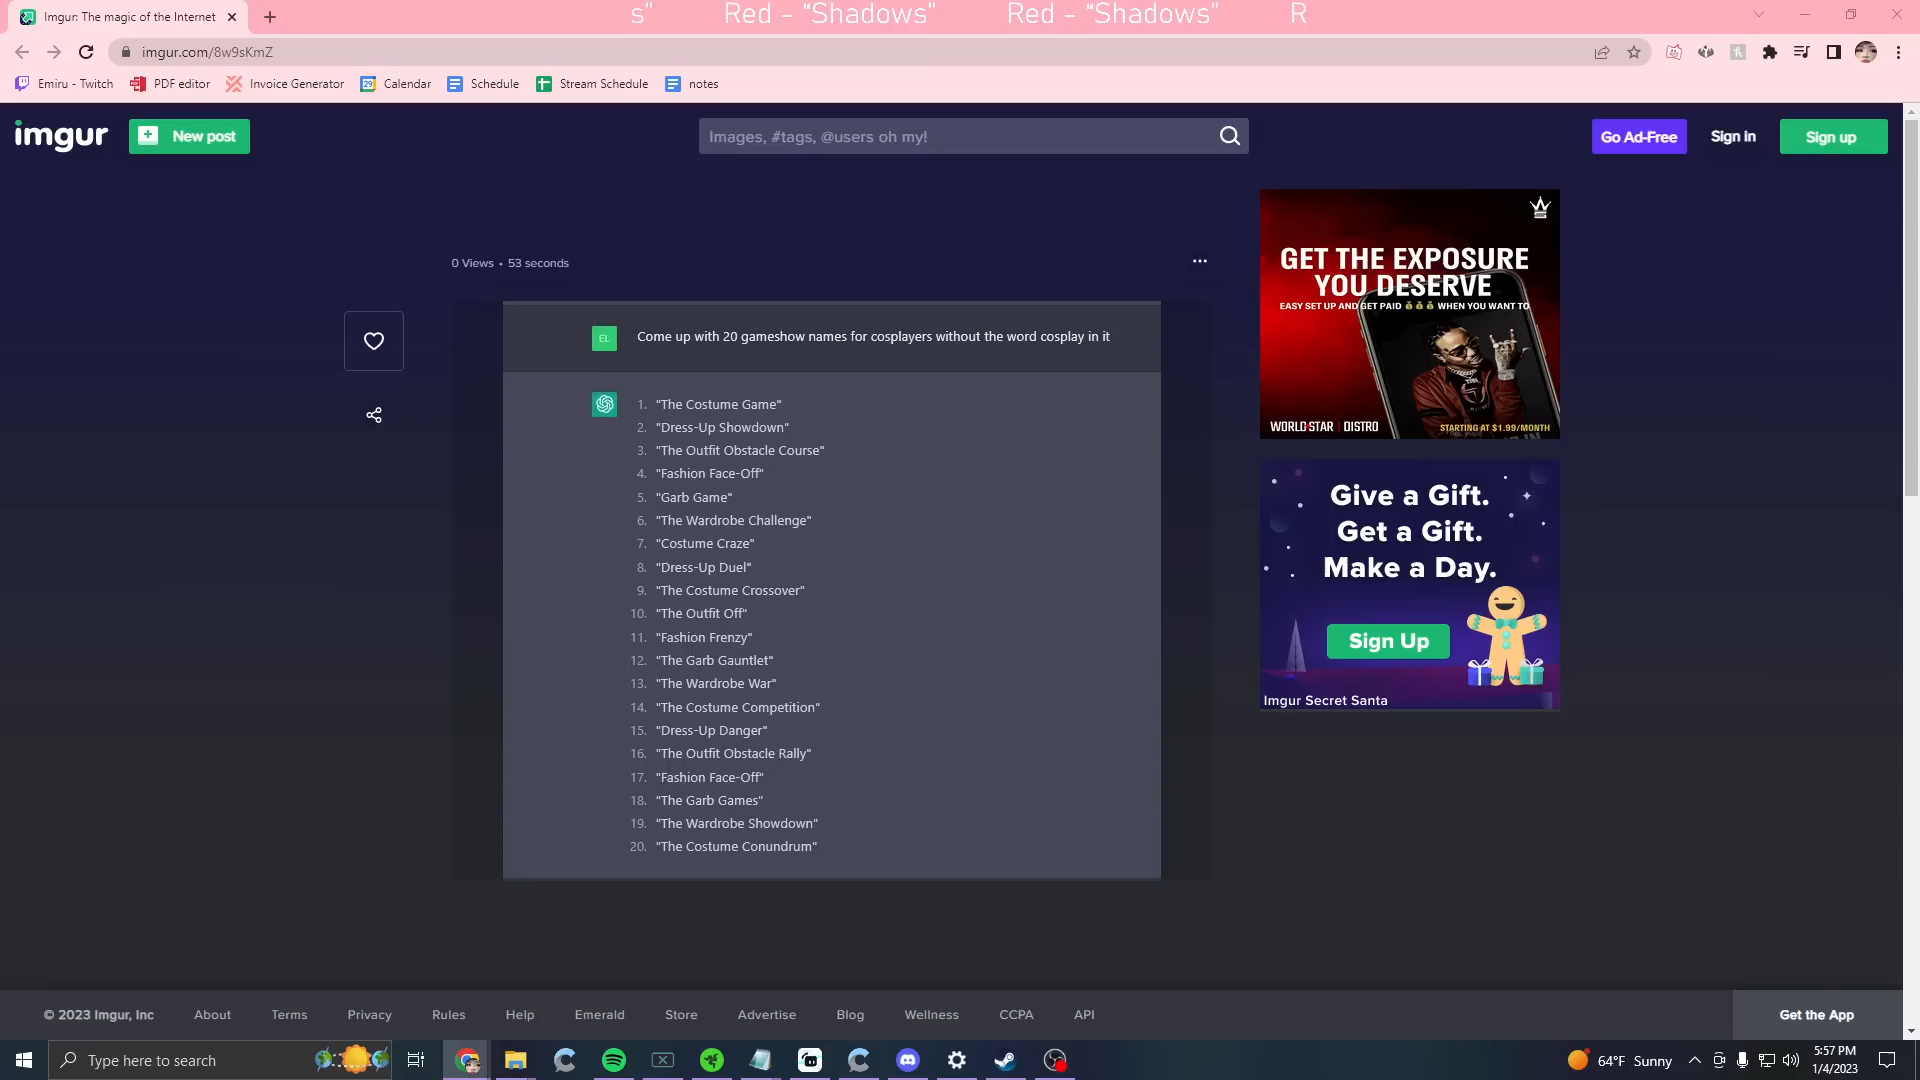 Imgur: The magic of the Internet
s" Red - "Shadows" Red - "Shadows" R
imgur.com/8w9sKmZ
Emiru - Twitch PDF editor Invoice Generator Calendar Schedule Stream Schedule notes
imgur New post Images, #tags, @users oh my! Go Ad-Free Sign in Sign up
0 Views • 53 seconds
EL Come up with 20 gameshow names for cosplayers without the word cosplay in it
1. "The Costume Game"
2. "Dress-Up Showdown"
3. "The Outfit Obstacle Course"
4. "Fashion Face-Off"
5. "Garb Game"
6. "The Wardrobe Challenge"
7. "Costume Craze"
8. "Dress-Up Duel"
9. "The Costume Crossover"
10. "The Outfit Off"
11. "Fashion Frenzy"
12. "The Garb Gauntlet"
13. "The Wardrobe War"
14. "The Costume Competition"
15. "Dress-Up Danger"
16. "The Outfit Obstacle Rally"
17. "Fashion Face-Off"
18. "The Garb Games"
19. "The Wardrobe Showdown"
20. "The Costume Conundrum"
GET THE EXPOSURE
YOU DESERVE
EASY SET UP AND GET PAID 💰💰💰 WHEN YOU WANT TO
WORLDSTAR | DISTRO STARTING AT $1.99/MONTH
Give a Gift.
Get a Gift.
Make a Day.
Sign Up
Imgur Secret Santa
© 2023 Imgur, Inc About Terms Privacy Rules Help Emerald Store Advertise Blog Wellness CCPA API Get the App
Type here to search
64°F Sunny
5:57 PM
1/4/2023